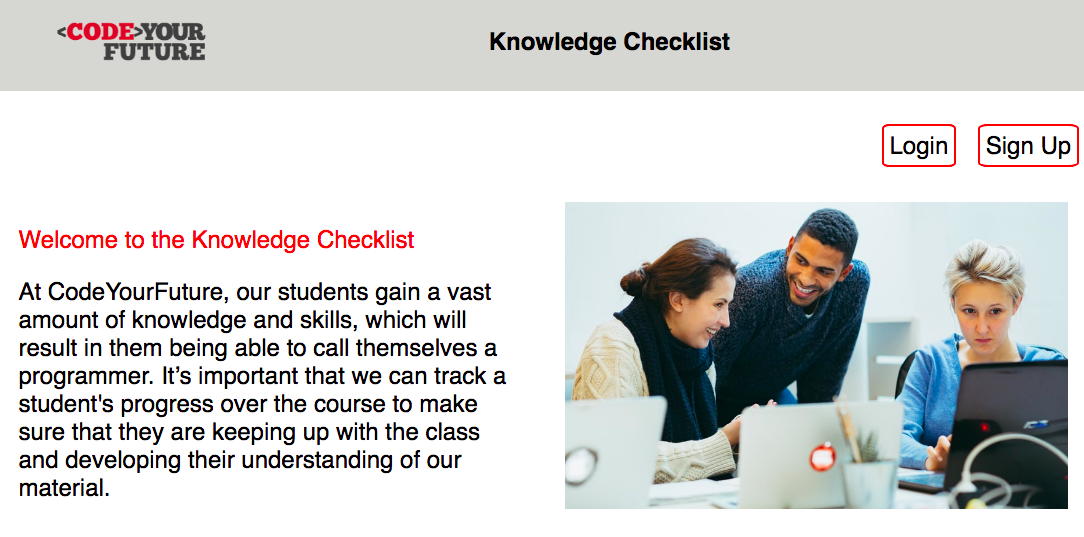 <CODE>YOUR
FUTURE
Knowledge Checklist
Login
Sign Up
Welcome to the Knowledge Checklist
At CodeYourFuture, our students gain a vast
amount of knowledge and skills, which will
result in them being able to call themselves a
programmer. It’s important that we can track a
student's progress over the course to make
sure that they are keeping up with the class
and developing their understanding of our
material.